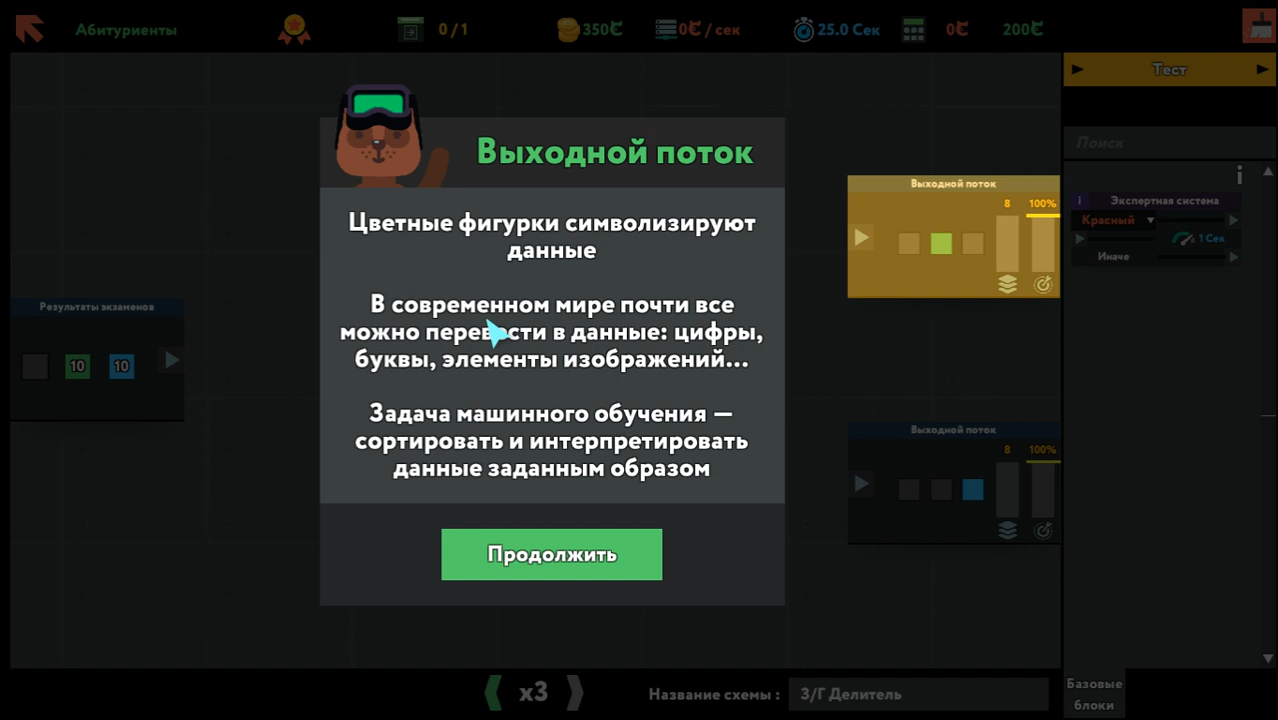 Абитуриенты
0 / 1
350₢
0₢ / сек
25.0 Сек
0₢
200₢
Тест
Поиск
i Экспертная система
Красный
1 Сек
Иначе
Выходной поток
Цветные фигурки символизируют
данные
В современном мире почти все
можно перевести в данные: цифры,
буквы, элементы изображений...
Задача машинного обучения —
сортировать и интерпретировать
данные заданным образом
Продолжить
Результаты экзаменов
10 10
Выходной поток
8 100%
Выходной поток
8 100%
x3
Название схемы :
З/Г Делитель
Базовые
блоки